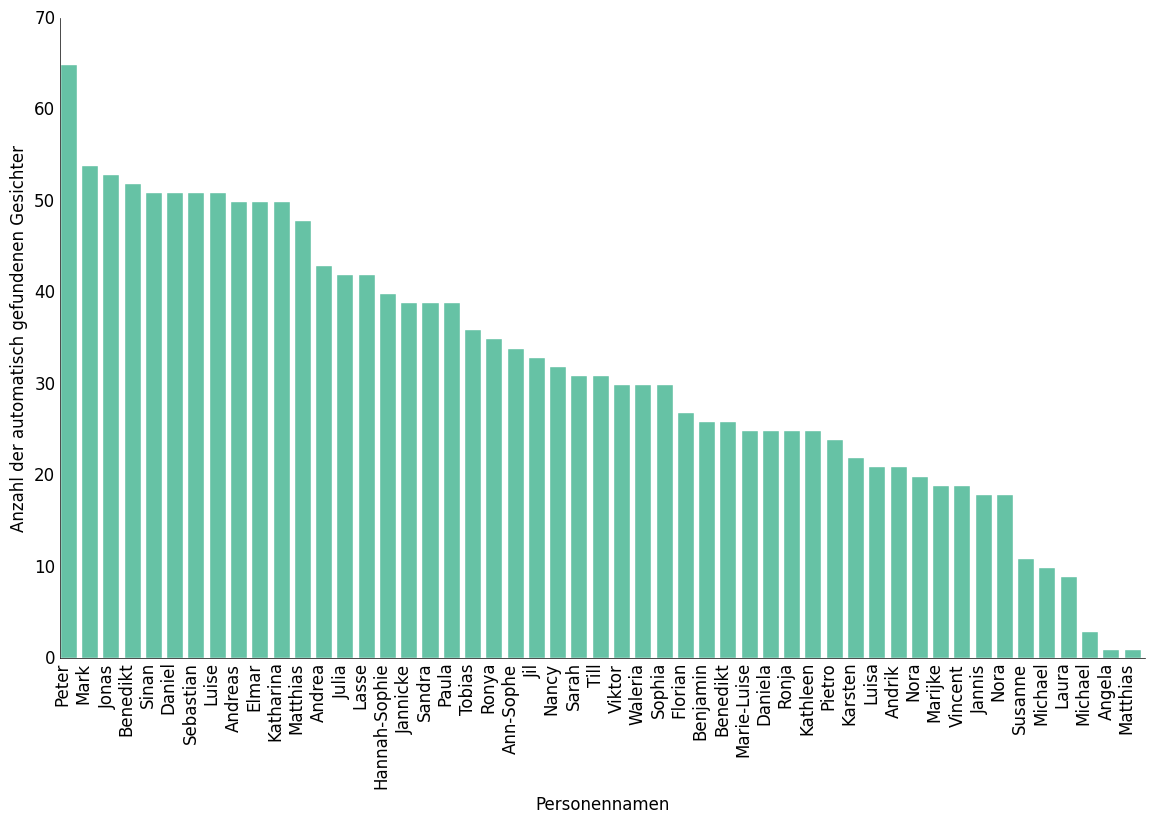 70
60
50
40
30
20
10
0
Anzahl der automatisch gefundenen Gesichter
Peter
Mark
Jonas
Benedikt
Sinan
Daniel
Sebastian
Luise
Andreas
Elmar
Katharina
Matthias
Andrea
Julia
Lasse
Hannah-Sophie
Jannicke
Sandra
Paula
Tobias
Ronya
Ann-Sophe
Jil
Nancy
Sarah
Till
Viktor
Waleria
Sophia
Florian
Benjamin
Benedikt
Marie-Luise
Daniela
Ronja
Kathleen
Pietro
Karsten
Luisa
Andrik
Nora
Marijke
Vincent
Jannis
Nora
Susanne
Michael
Laura
Michael
Angela
Matthias
Personennamen